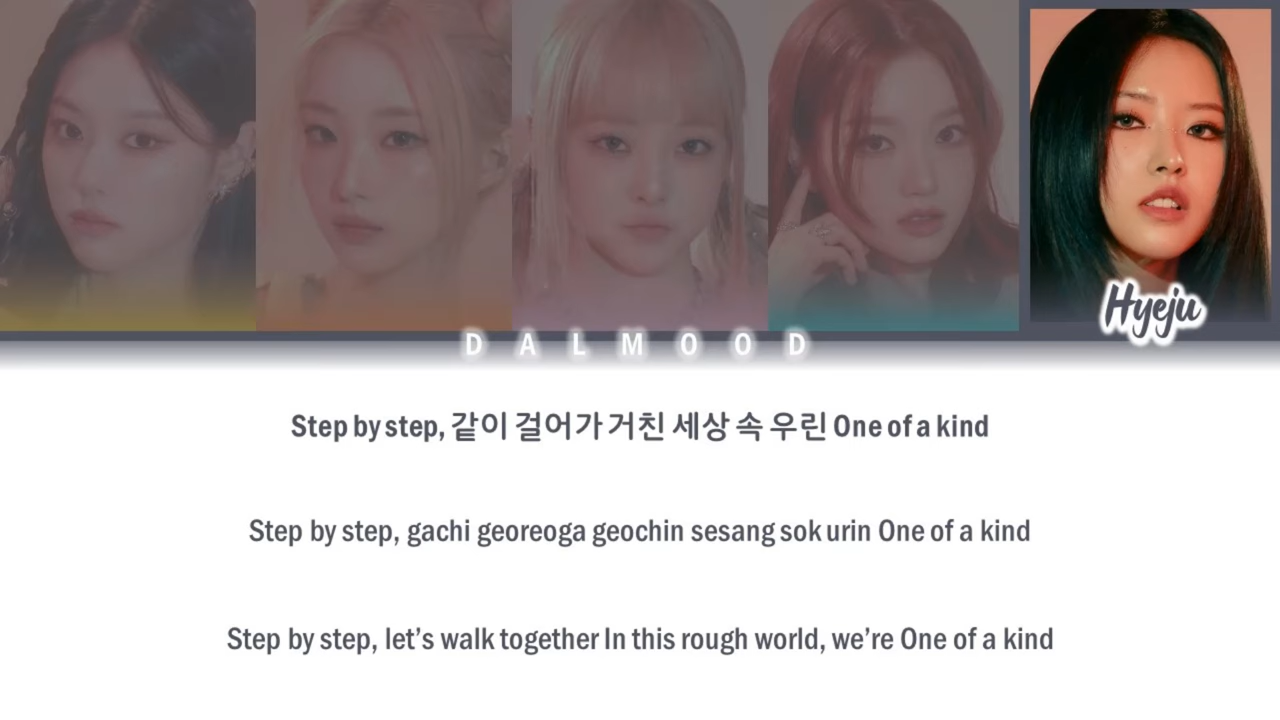 Hyeju
DALMOOD
Step by step, 같이 걸어가 거친 세상 속 우린 One of a kind
Step by step, gachi georeoga geochin sesang sok urin One of a kind
Step by step, let’s walk together In this rough world, we’re One of a kind